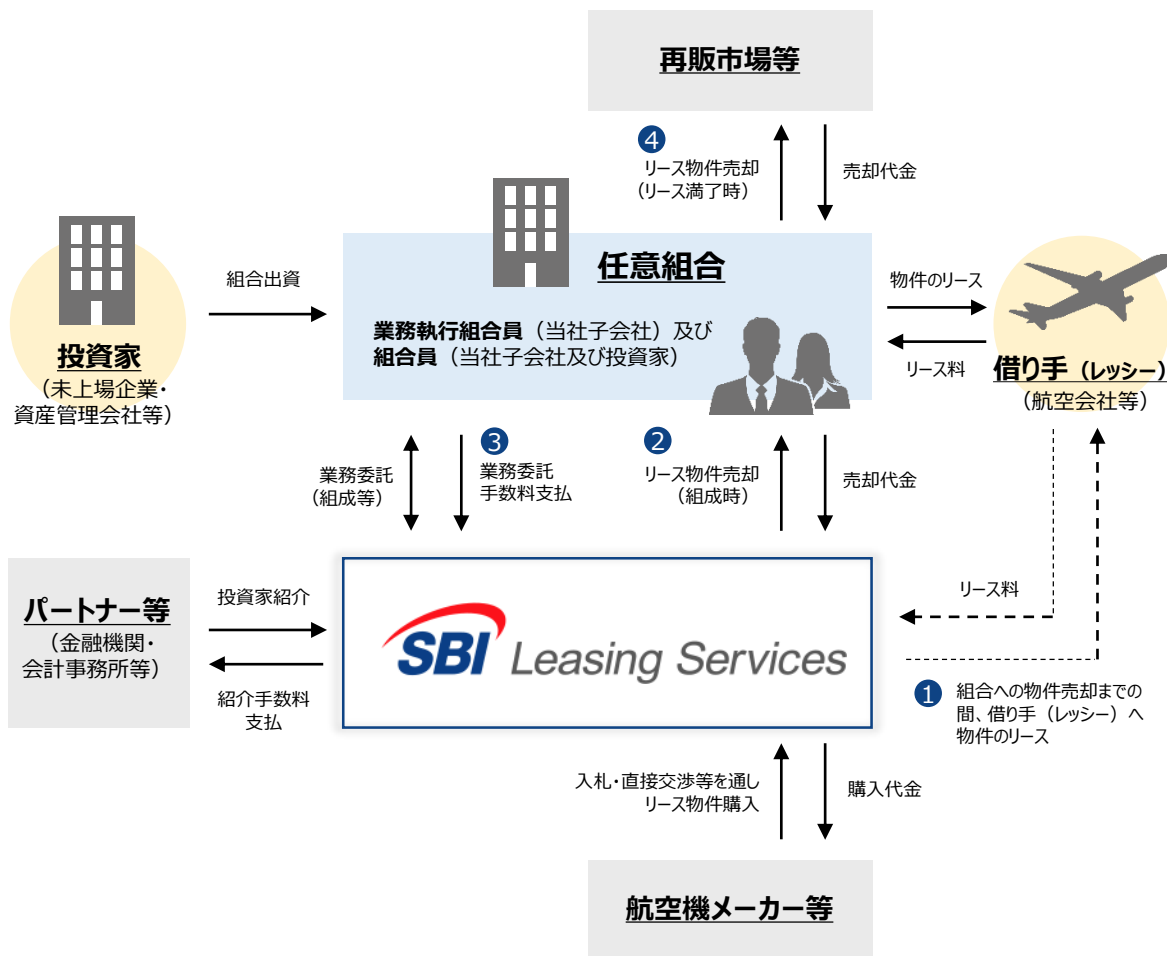 再販市場等
4
リース物件売却
(リース満了時)
売却代金
任意組合
業務執行組合員（当社子会社）及び
組合員（当社子会社及び投資家）
組合出資
投資家
（未上場企業・
資産管理会社等）
物件のリース
リース料
借り手（レッシー）
（航空会社等）
業務委託
(組成等)
3
業務委託
手数料支払
2
リース物件売却
(組成時)
売却代金
パートナー等
（金融機関・
会計事務所等）
投資家紹介
紹介手数料
支払
SBI Leasing Services
リース料
1
組合への物件売却までの
間、借り手（レッシー）へ
物件のリース
入札・直接交渉等を通し
リース物件購入
購入代金
航空機メーカー等